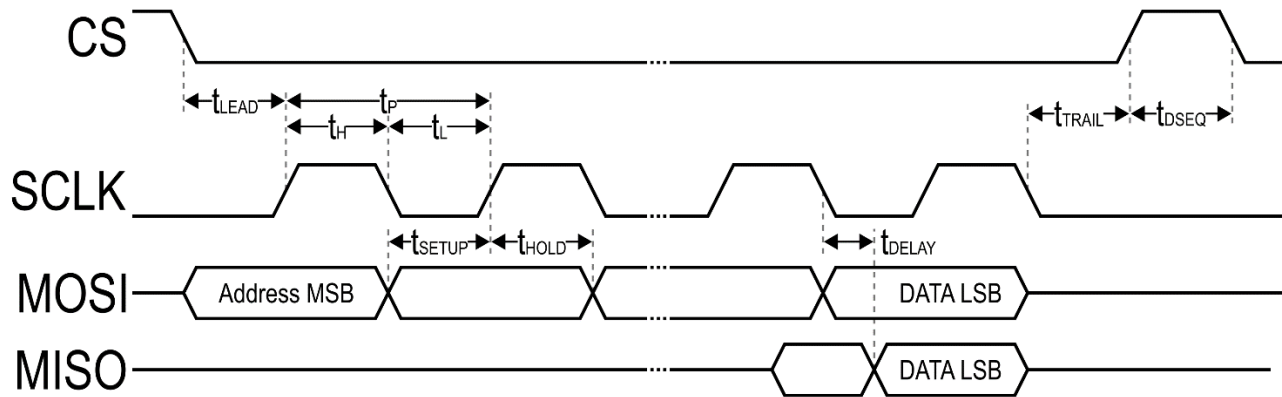 CS
tLEAD
tP
tH
tL
tTRAIL
tDSEQ
SCLK
tSETUP
tHOLD
tDELAY
MOSI
Address MSB
DATA LSB
MISO
DATA LSB